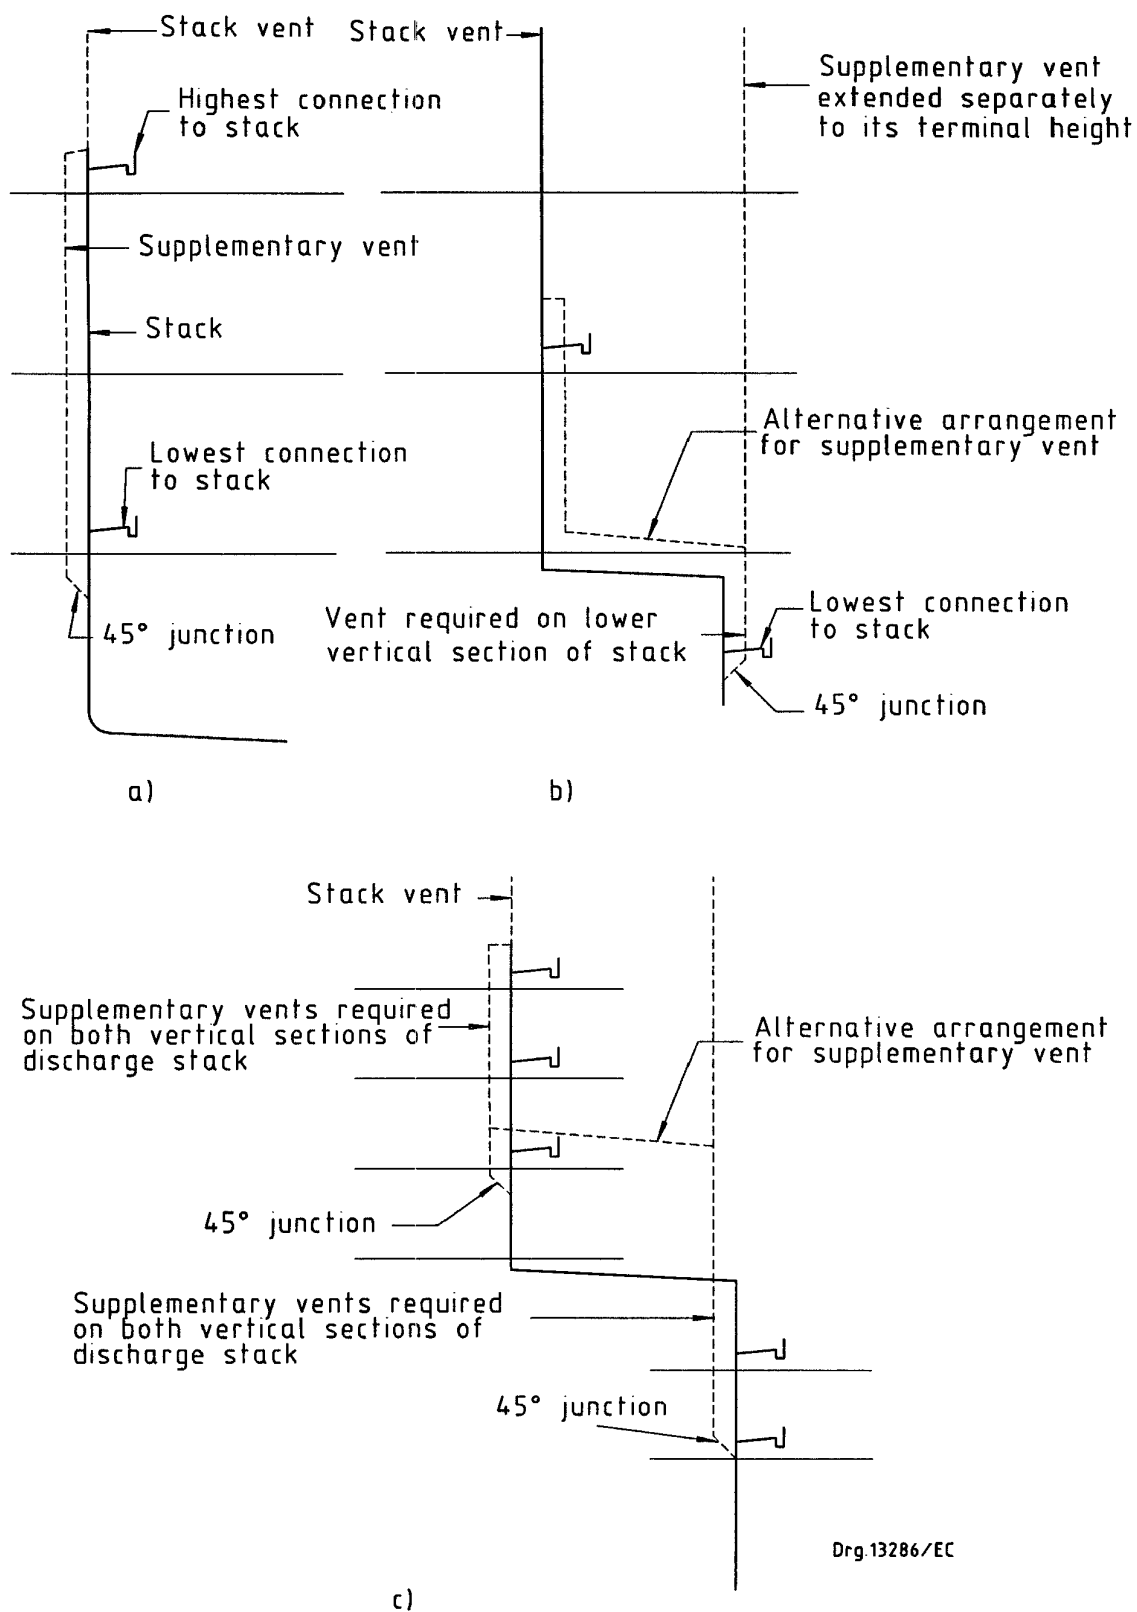 Stack vent
Stack vent
Supplementary vent
extended separately
to its terminal height
Highest connection
to stack
Supplementary vent
Stack
Alternative arrangement
for supplementary vent
Lowest connection
to stack
45° junction
Vent required on lower
vertical section of stack
Lowest connection
to stack
45° junction
a)
b)
Stack vent
Supplementary vents required
on both vertical sections of
discharge stack
Alternative arrangement
for supplementary vent
45° junction
Supplementary vents required
on both vertical sections of
discharge stack
45° junction
Drg.13286/EC
c)